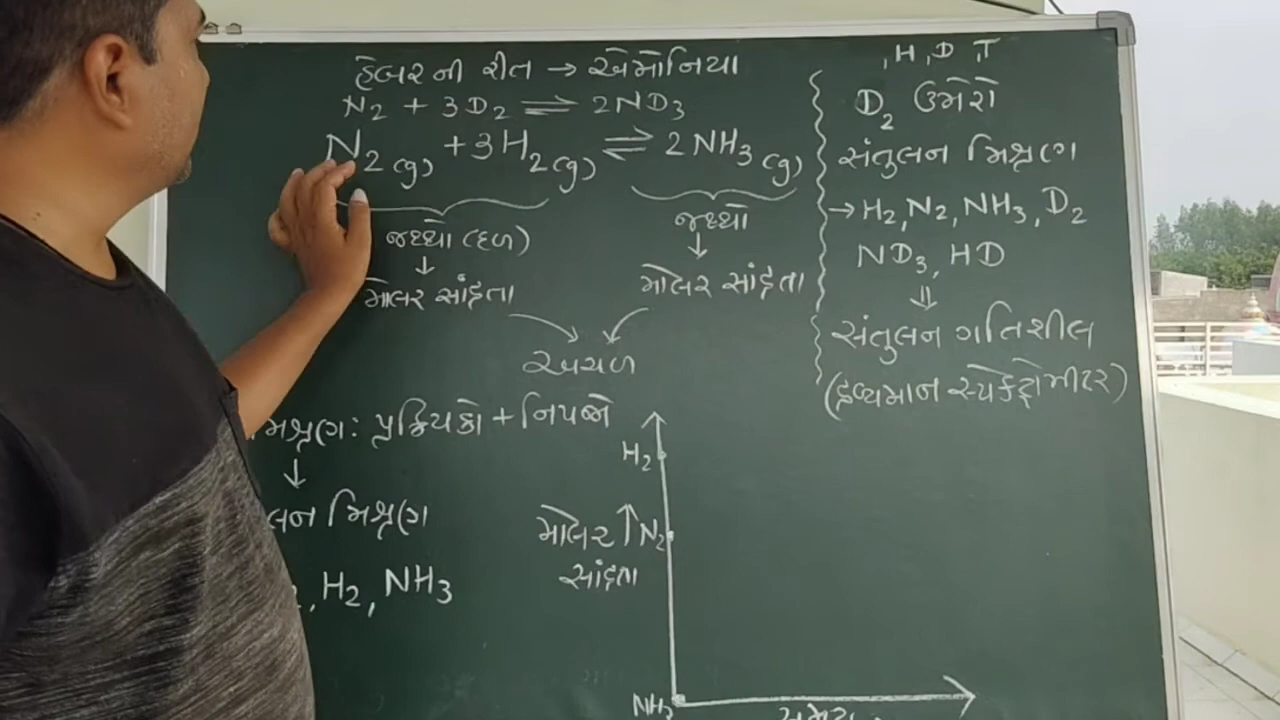 હેબરની રીત → એમોનિયા
N₂ + 3D₂ ⇌ 2ND₃
N₂(g) + 3H₂(g) ⇌ 2NH₃(g)
જથ્થો (દળ)
↓
મોલર સાંદ્રતા
જથ્થો
↓
મોલર સાંદ્રતા
અચળ
મિશ્રણ: પ્રક્રિયકો + નિપજો
↓
લન મિશ્રણ
, H₂, NH₃
H, D, T
D₂ ઉમેરો
સંતુલન મિશ્રણ
→ H₂, N₂, NH₃, D₂
ND₃, HD
⇓
સંતુલન ગતિશીલ
(દ્રવ્યમાન સ્પેક્ટ્રોમીટર)
H₂
મોલર ↑ N₂
સાંદ્રતા
NH₃
સમય